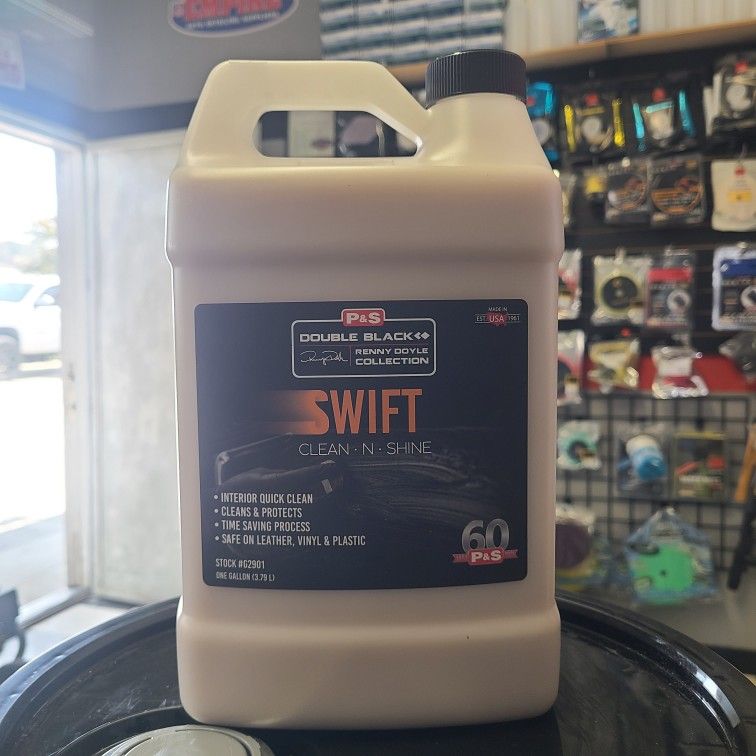 EMPIRE
P&S
DOUBLE BLACK
RENNY DOYLE
COLLECTION
MADE IN
EST. USA 1961
SWIFT
CLEAN · N · SHINE
• INTERIOR QUICK CLEAN
• CLEANS & PROTECTS
• TIME SAVING PROCESS
• SAFE ON LEATHER, VINYL & PLASTIC
STOCK #G2901
ONE GALLON (3.79 L)
60
P&S